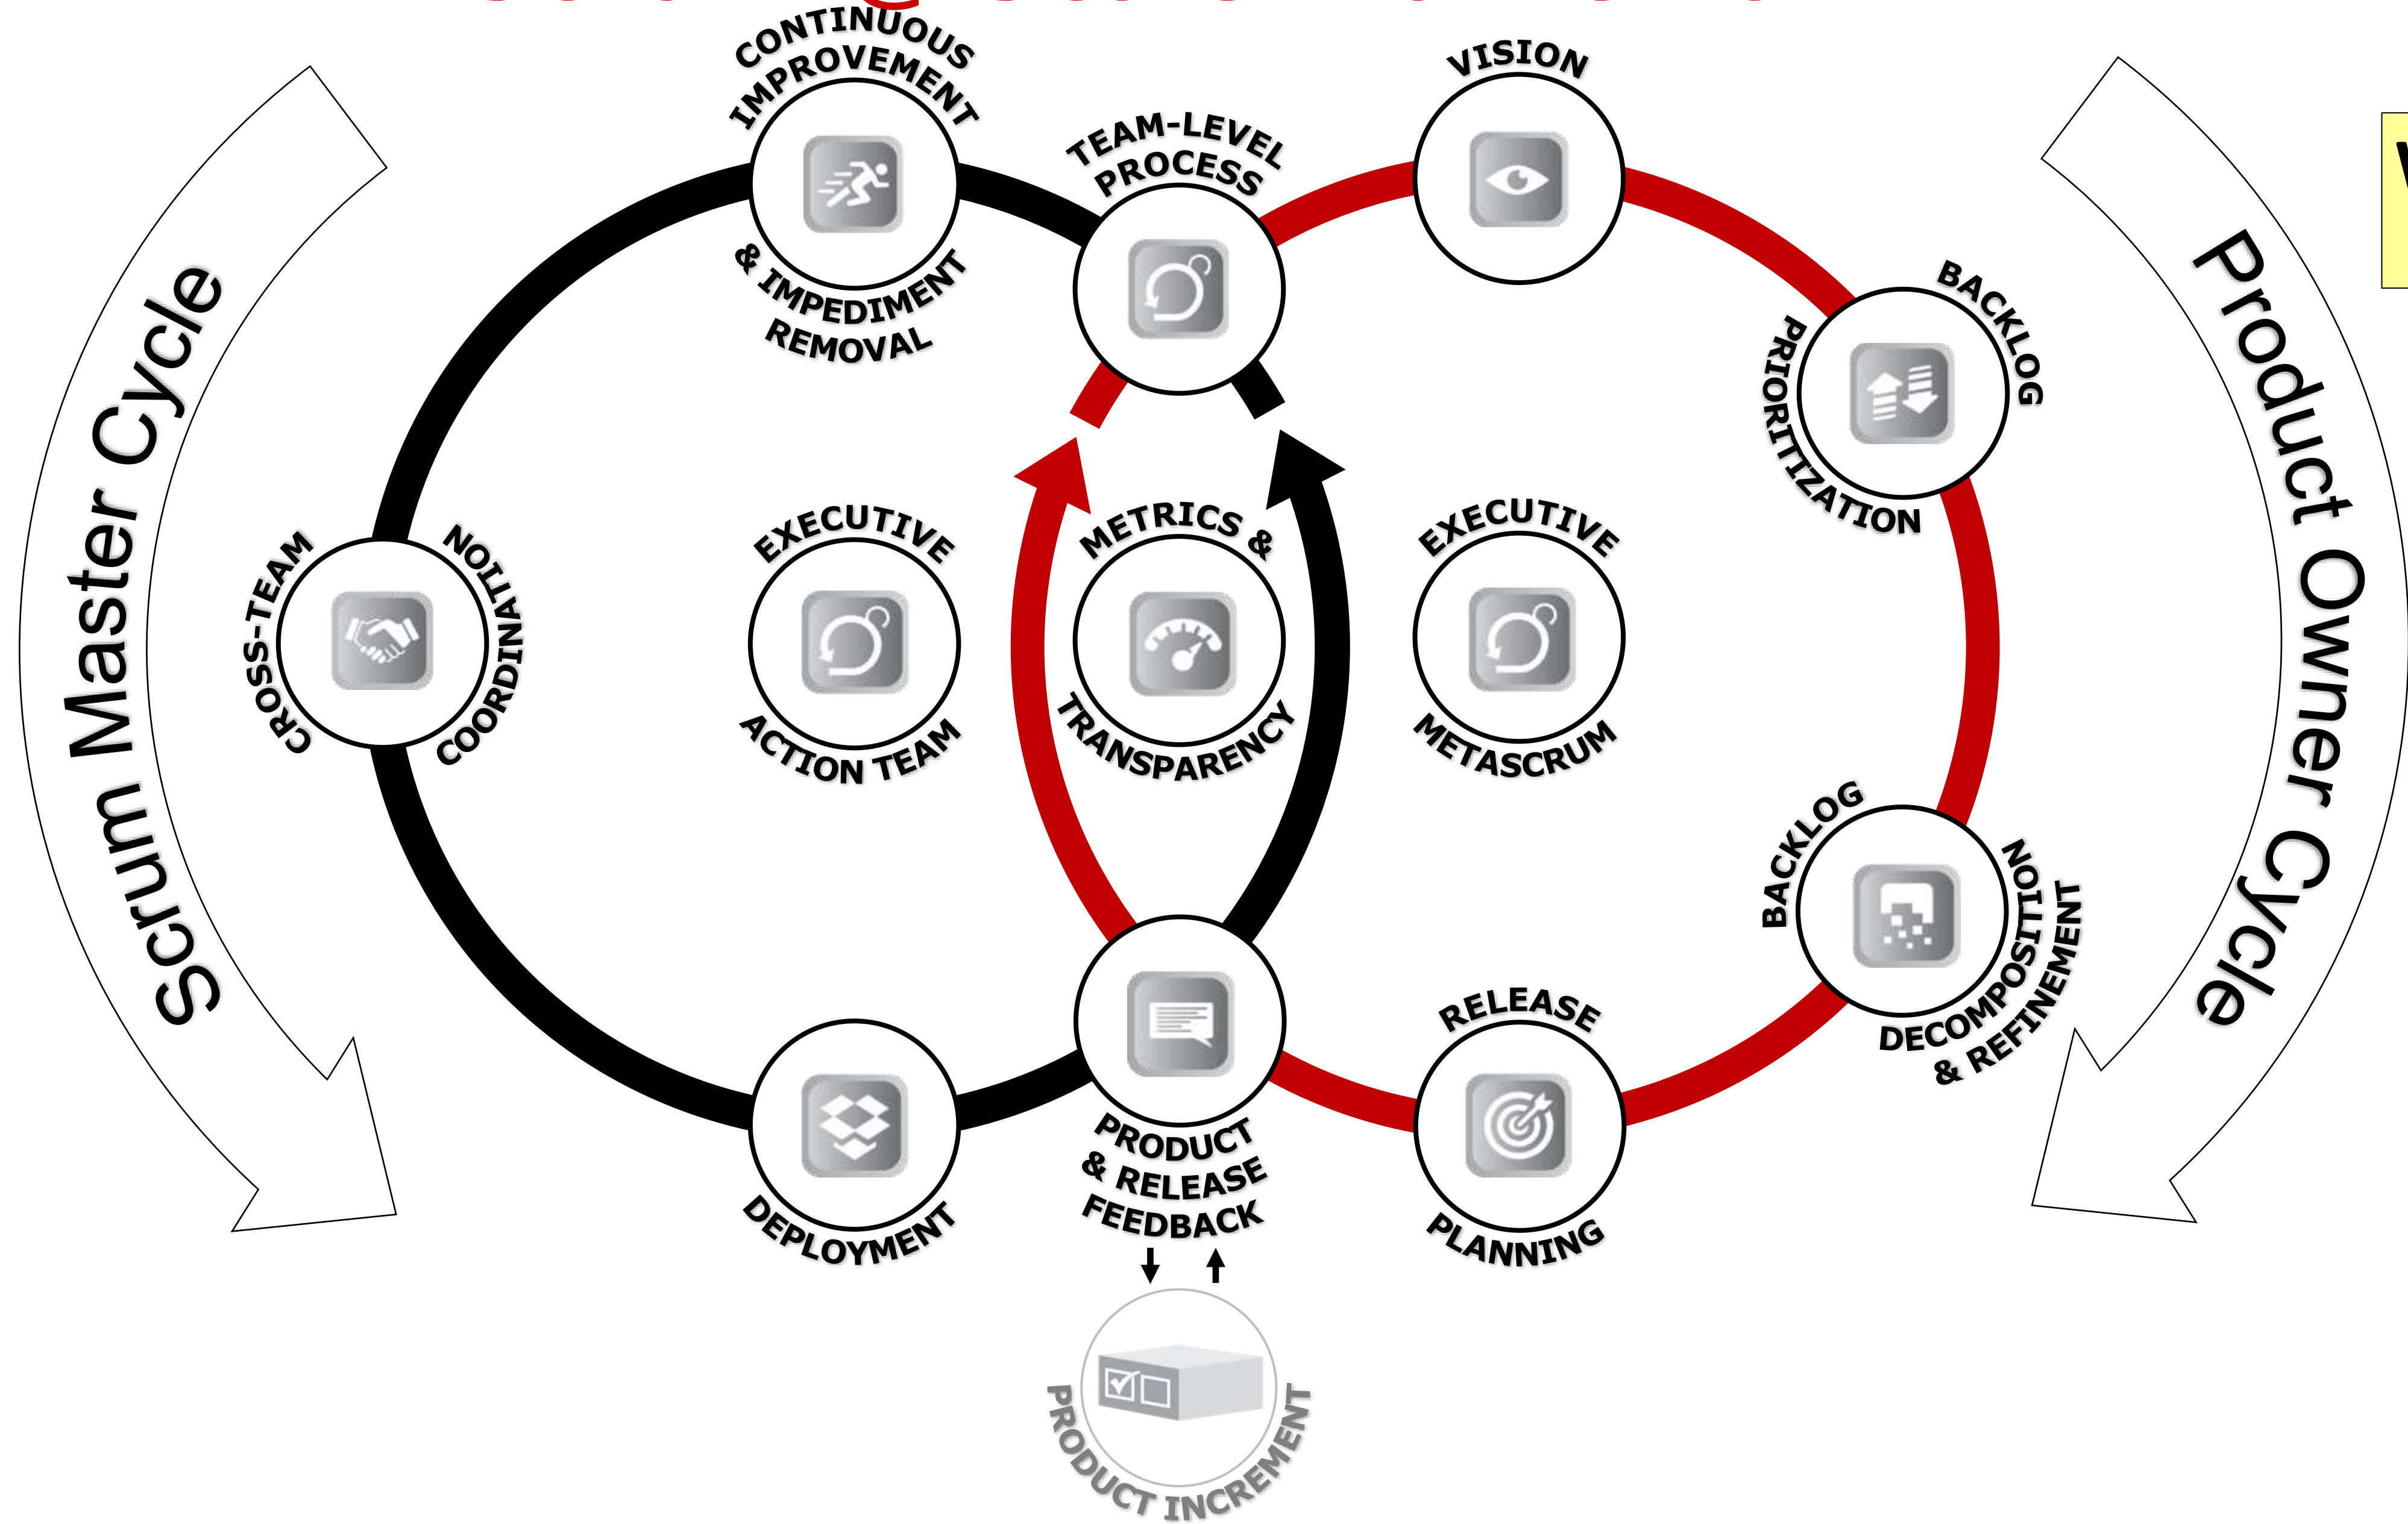 CONTINUOUS
IMPROVEMENT
& IMPEDIMENT
REMOVAL
TEAM-LEVEL
PROCESS
VISION
BACKLOG
PRIORITIZATION
Scrum Master Cycle
Product Owner Cycle
CROSS-TEAM
COORDINATION
EXECUTIVE
ACTION TEAM
METRICS &
TRANSPARENCY
EXECUTIVE
METASCRUM
BACKLOG
DECOMPOSITION
& REFINEMENT
RELEASE
PLANNING
DEPLOYMENT
PRODUCT
& RELEASE
FEEDBACK
PRODUCT INCREMENT